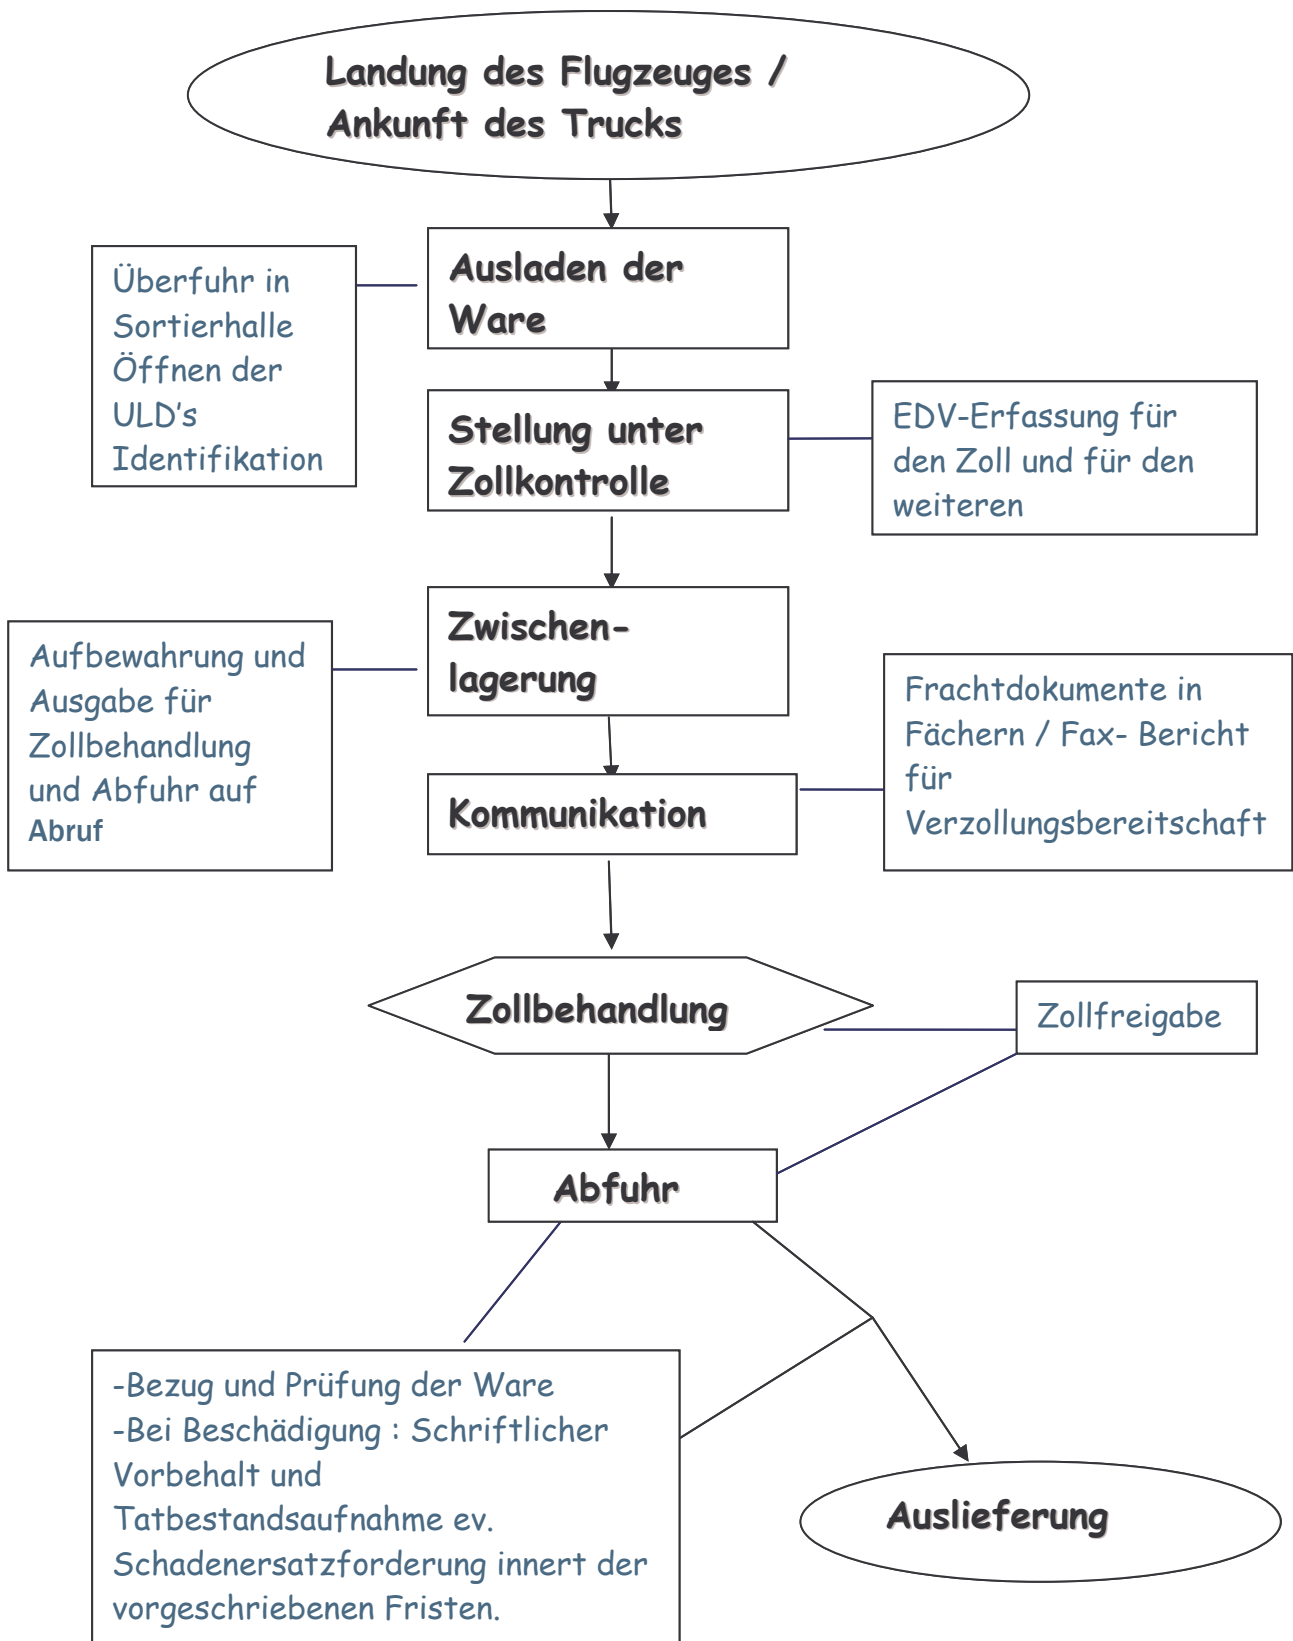 Landung des Flugzeuges /
Ankunft des Trucks
Ausladen der
Ware
Überfuhr in
Sortierhalle
Öffnen der
ULD's
Identifikation
Stellung unter
Zollkontrolle
EDV-Erfassung für
den Zoll und für den
weiteren
Zwischen-
lagerung
Aufbewahrung und
Ausgabe für
Zollbehandlung
und Abfuhr auf
Abruf
Frachtdokumente in
Fächern / Fax- Bericht
für
Verzollungsbereitschaft
Kommunikation
Zollbehandlung
Zollfreigabe
Abfuhr
-Bezug und Prüfung der Ware
-Bei Beschädigung : Schriftlicher
Vorbehalt und
Tatbestandsaufnahme ev.
Schadenersatzforderung innert der
vorgeschriebenen Fristen.
Auslieferung